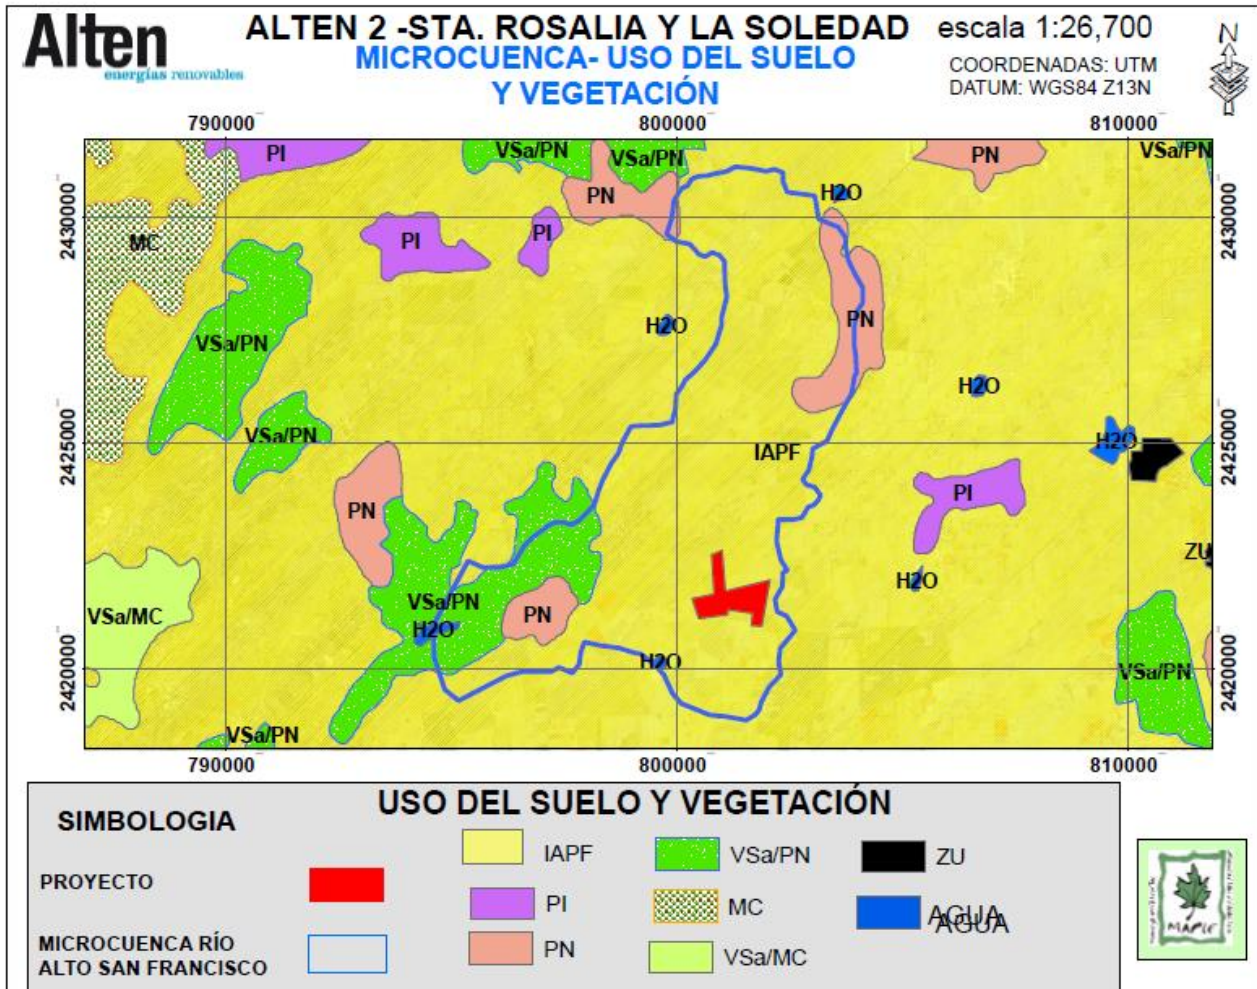 Alten
energías renovables
ALTEN 2 -STA. ROSALIA Y LA SOLEDAD
MICROCUENCA- USO DEL SUELO
Y VEGETACIÓN
escala 1:26,700
COORDENADAS: UTM
DATUM: WGS84 Z13N
N
790000 800000 810000
PI VSa/PN VSa/PN PN VSa/PN
PN H2O
2430000 2430000
MC PI PI
H2O PN
VSa/PN
H2O
VSa/PN IAPF H2O
2425000 2425000
PN PI
ZU
H2O
VSa/MC VSa/PN PN
H2O
2420000 H2O VSa/PN 2420000
VSa/PN
790000 800000 810000
USO DEL SUELO Y VEGETACIÓN
SIMBOLOGIA
PROYECTO
MICROCUENCA RÍO
ALTO SAN FRANCISCO
IAPF
PI
PN
VSa/PN
MC
VSa/MC
ZU
AGUA
AGUA
MAPLE